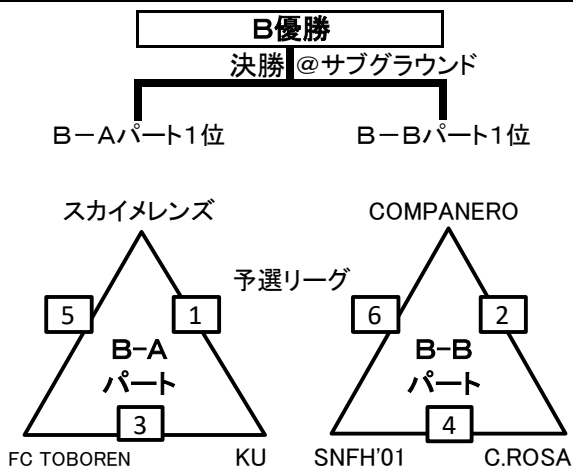 B優勝
決勝 @サブグラウンド
B－Aパート1位 B－Bパート1位
スカイメレンズ COMPANERO
予選リーグ
5 1 6 2
B-A B-B
パート パート
3 4
FC TOBOREN KU SNFH'01 C.ROSA